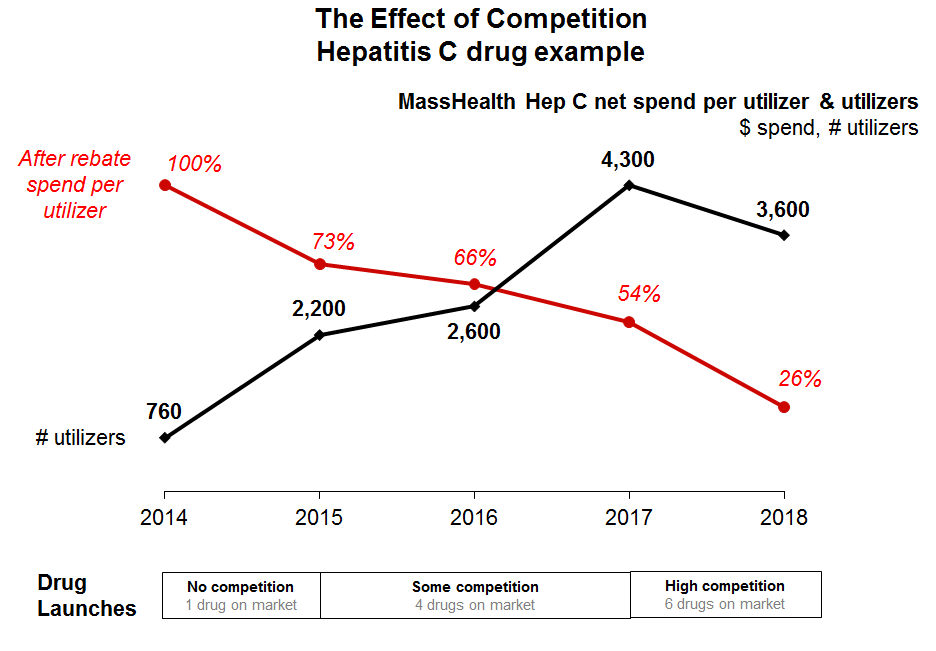 The Effect of Competition
Hepatitis C drug example
MassHealth Hep C net spend per utilizer & utilizers
$ spend, # utilizers
After rebate
spend per
utilizer
100%
73%
66%
54%
26%
4,300
3,600
2,200
2,600
760
# utilizers
2014 2015 2016 2017 2018
Drug
Launches
No competition
1 drug on market
Some competition
4 drugs on market
High competition
6 drugs on market